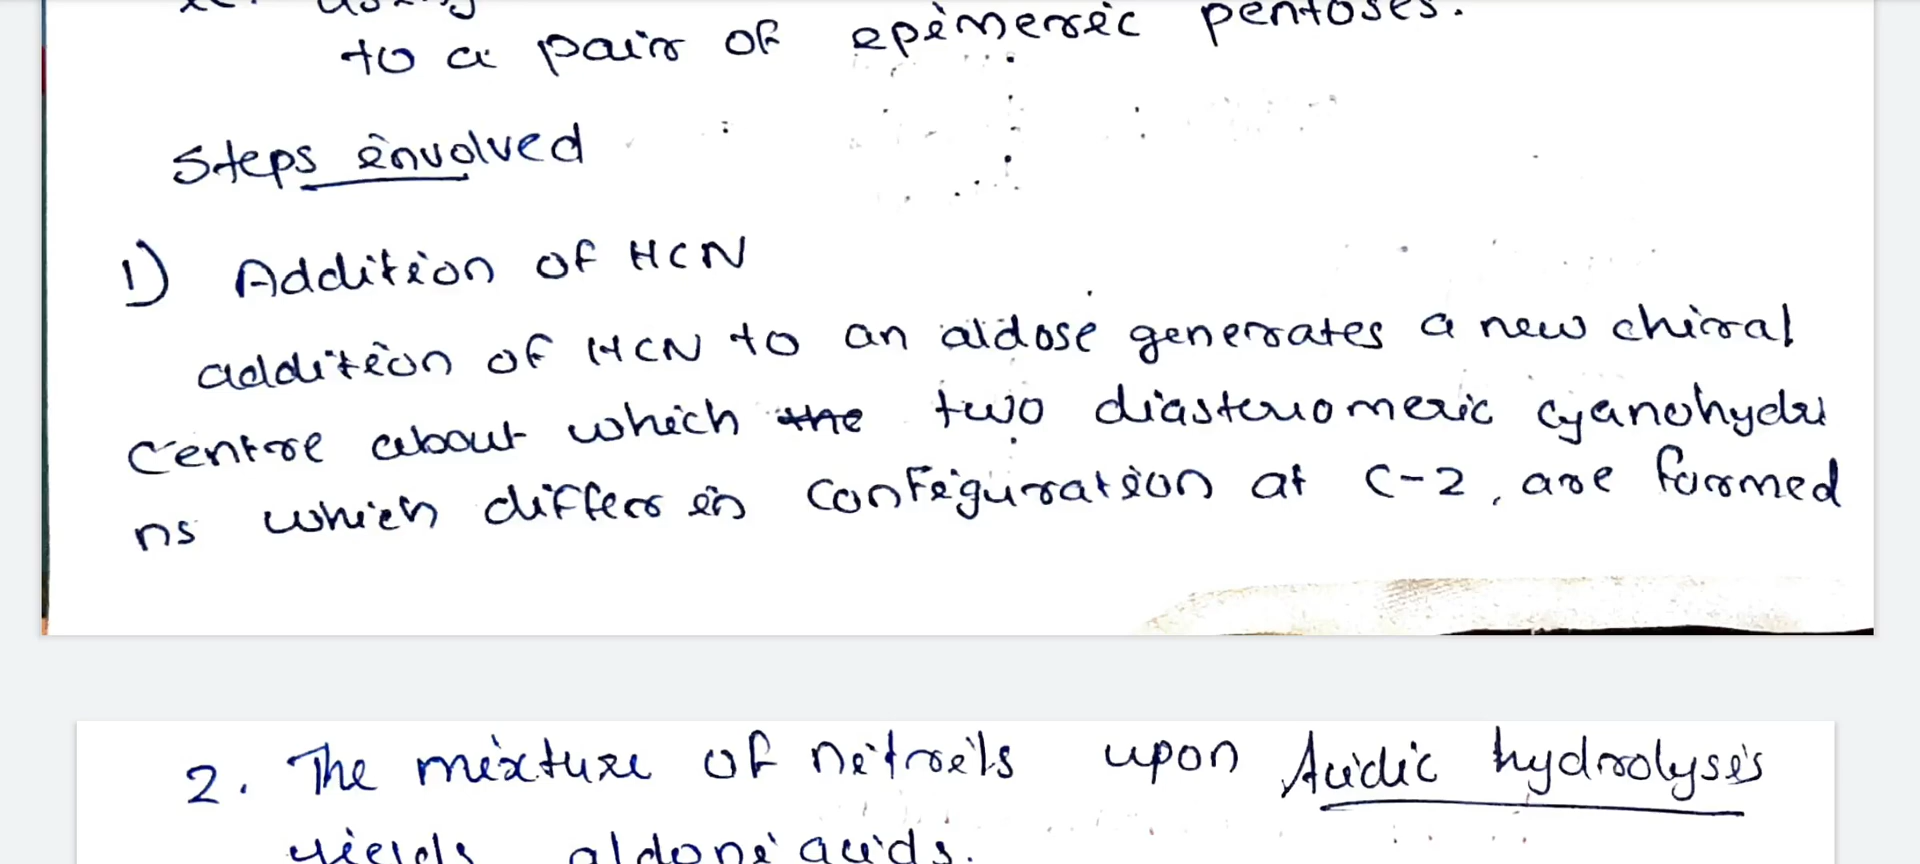 to a pair of epimeric pentoses.
Steps involved
1) Addition of HCN
addition of HCN to an aldose generates a new chiral
centre about which the two diastereomeric cyanohydri
ns which differ in configuration at C-2, are formed
2. The mixture of nitrils upon Acidic hydrolysis
yields aldonic acids.